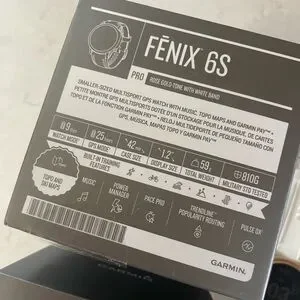 FĒNIX® 6S
PRO ROSE GOLD-TONE WITH WHITE BAND
SMALLER-SIZED MULTISPORT GPS WATCH WITH MUSIC, TOPO MAPS AND GARMIN PAY™ •
PETITE MONTRE GPS MULTISPORTS DOTÉE D'UN STOCKAGE POUR LA MUSIQUE, DE CARTES
TOPO ET DE LA FONCTION GARMIN PAY™ • RELOJ MULTIDEPORTES DE PEQUEÑO TAMAÑO CON
GPS, MÚSICA, MAPAS TOPO Y GARMIN PAY™
9 DAYS
WATCH MODE
25 HOURS
GPS MODE
42 MM
CASE SIZE
1.2"
DISPLAY SIZE
59
TOTAL WEIGHT
810G
MILITARY STD TESTED
BUILT-IN TRAINING
FEATURES
TOPO AND
SKI MAPS
MUSIC
POWER
MANAGER
PACE PRO
TRENDLINE™
POPULARITY ROUTING
PULSE OX
GARMIN